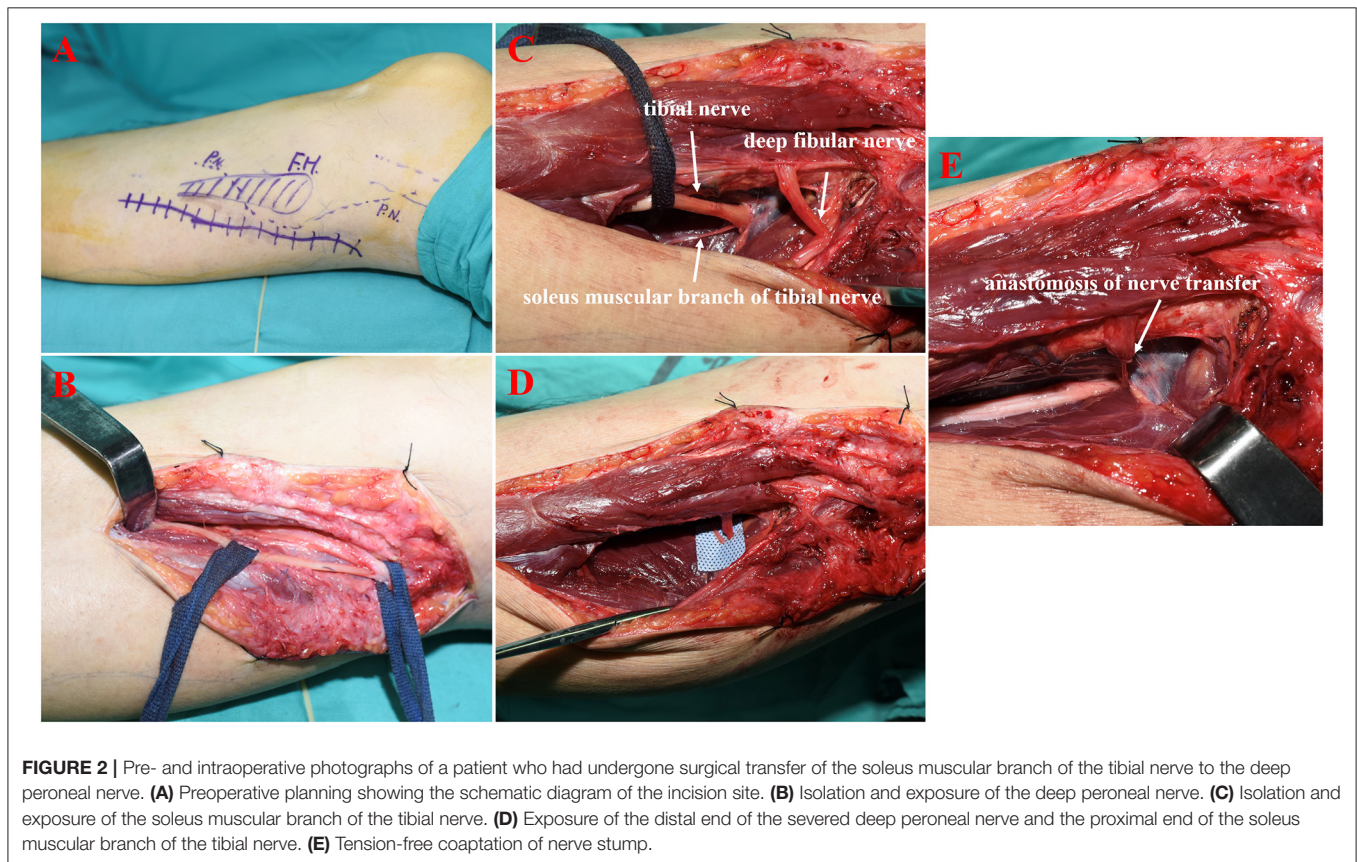 A
P.N.
F.H.
P.N.
B
C
tibial nerve
deep fibular nerve
soleus muscular branch of tibial nerve
D
E
anastomosis of nerve transfer
FIGURE 2 | Pre- and intraoperative photographs of a patient who had undergone surgical transfer of the soleus muscular branch of the tibial nerve to the deep
peroneal nerve. (A) Preoperative planning showing the schematic diagram of the incision site. (B) Isolation and exposure of the deep peroneal nerve. (C) Isolation and
exposure of the soleus muscular branch of the tibial nerve. (D) Exposure of the distal end of the severed deep peroneal nerve and the proximal end of the soleus
muscular branch of the tibial nerve. (E) Tension-free coaptation of nerve stump.